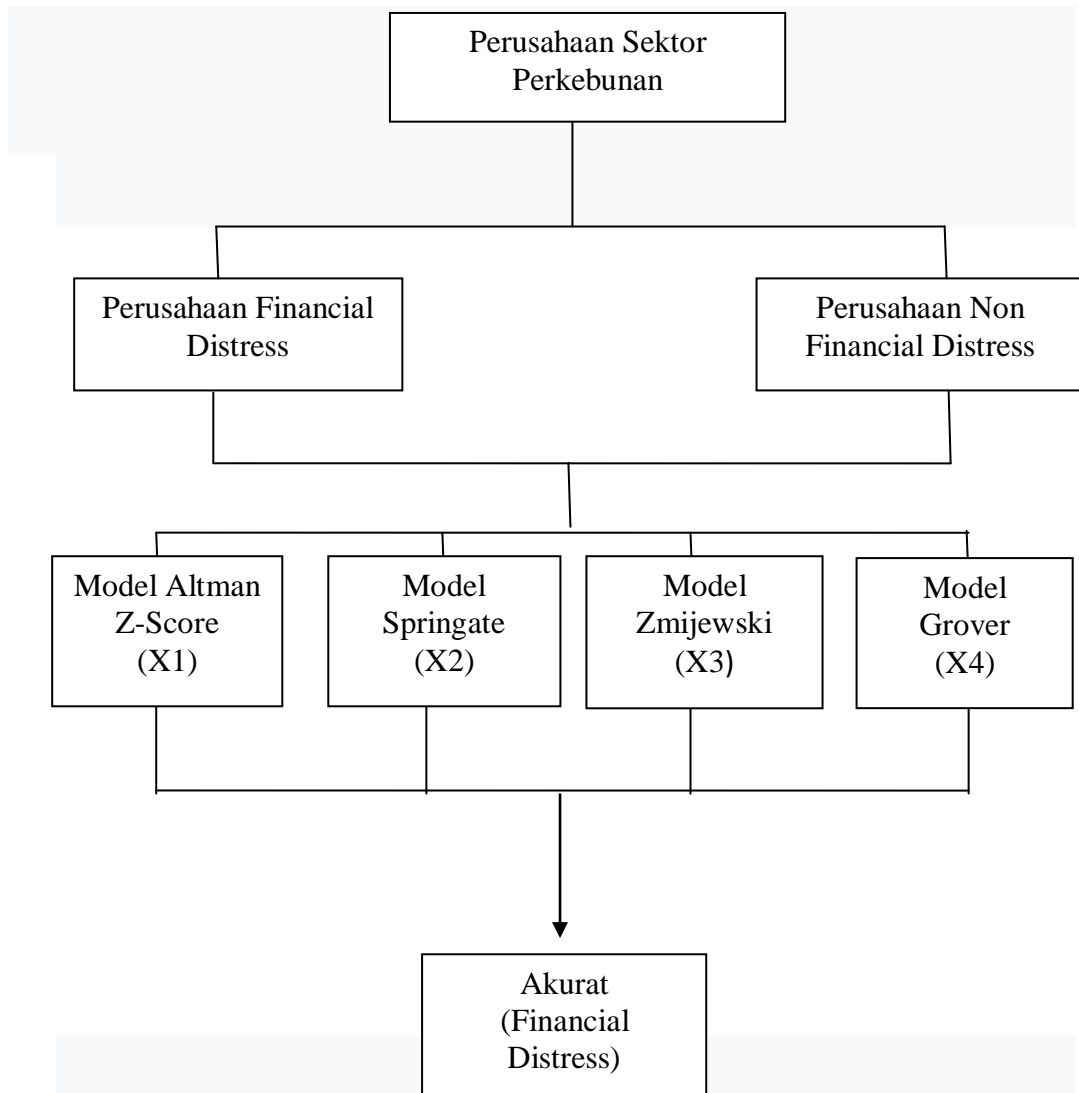 Perusahaan Sektor
Perkebunan
Perusahaan Financial
Distress
Perusahaan Non
Financial Distress
Model Altman
Z-Score
(X1)
Model
Springate
(X2)
Model
Zmijewski
(X3)
Model
Grover
(X4)
Akurat
(Financial
Distress)